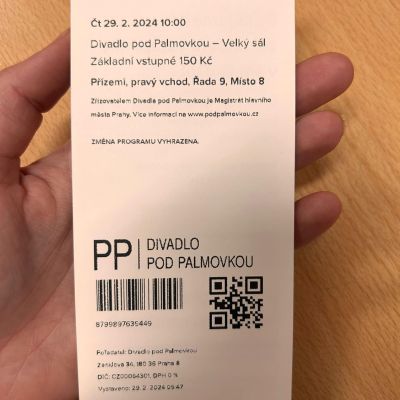 Čt 29. 2. 2024 10:00
Divadlo pod Palmovkou – Velký sál
Základní vstupné 150 Kč
Přízemí, pravý vchod, Řada 9, Místo 8
Zřizovatelem Divadla pod Palmovkou je Magistrát hlavního
města Prahy. Více informací na www.podpalmovkou.cz
ZMĚNA PROGRAMU VYHRAZENA.
PP | DIVADLO
POD PALMOVKOU
8799897635449
Pořadatel: Divadlo pod Palmovkou
Zenklova 34, 180 36 Praha 8
DIČ: CZ00064301, DPH 0 %
Vystaveno: 29. 2. 2024 09:47